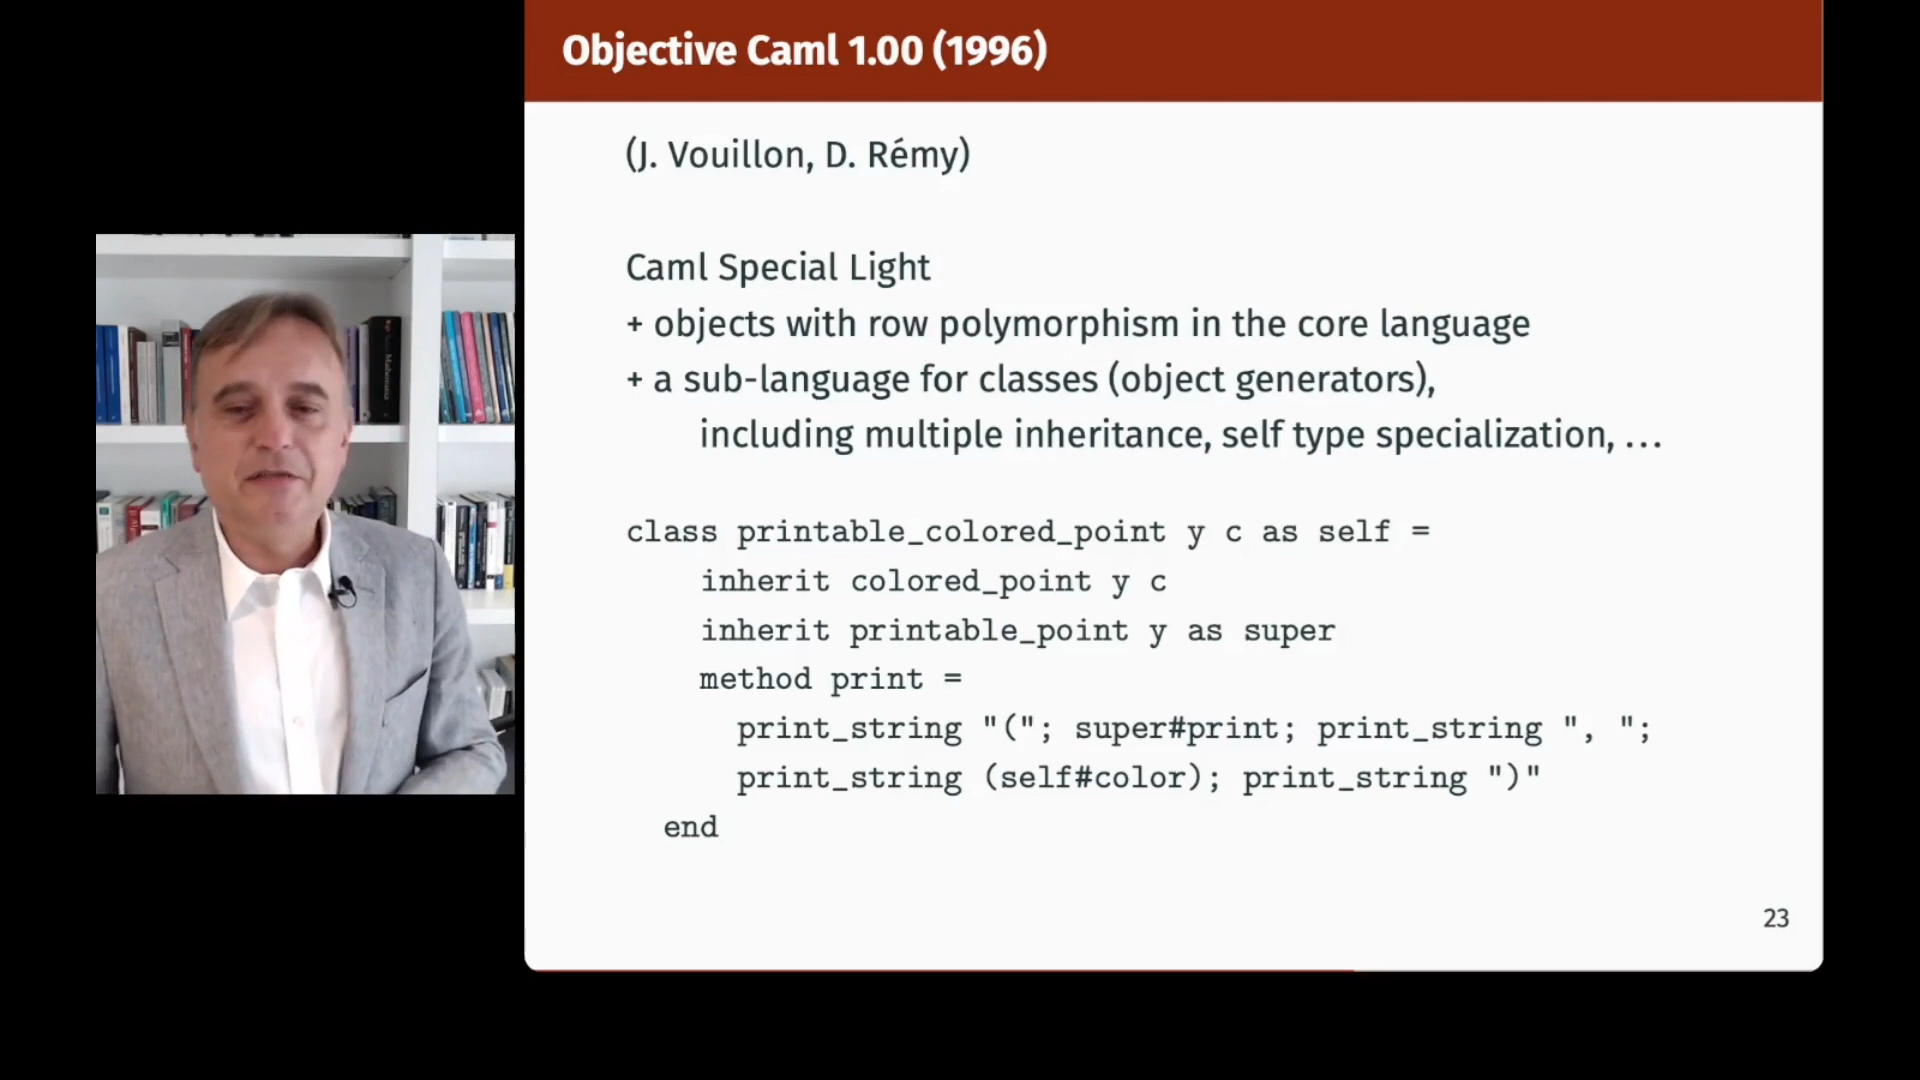 Objective Caml 1.00 (1996)
(J. Vouillon, D. Rémy)
Caml Special Light
+ objects with row polymorphism in the core language
+ a sub-language for classes (object generators),
including multiple inheritance, self type specialization, ...
class printable_colored_point y c as self =
inherit colored_point y c
inherit printable_point y as super
method print =
print_string "("; super#print; print_string ", ";
print_string (self#color); print_string ")"
end
23